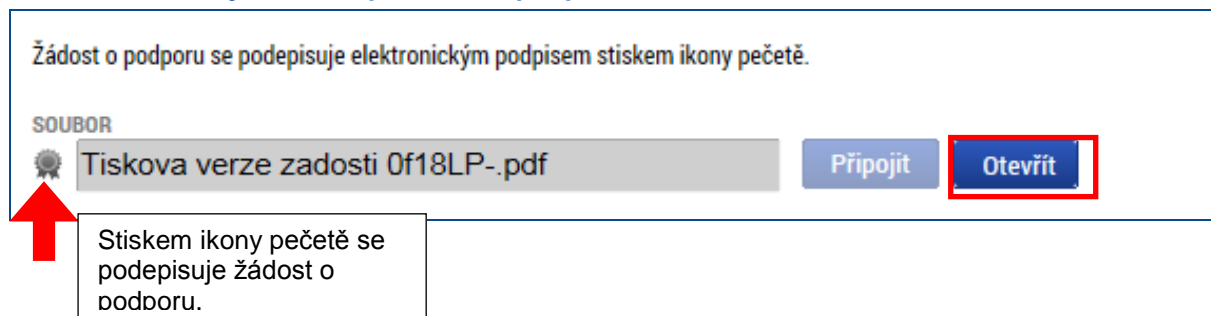 Žádost o podporu se podepisuje elektronickým podpisem stiskem ikony pečetě.
SOUBOR
Tiskova verze zadosti 0f18LP-.pdf
Připojit
Otevřít
Stiskem ikony pečetě se
podepisuje žádost o
podporu.